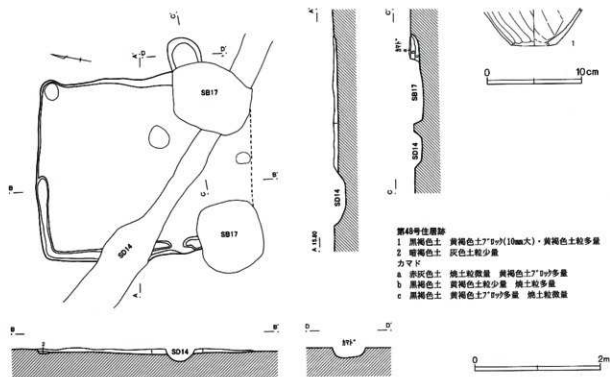 C'
A'
D
D'
SB17
B
B'
C
SB17
SD14
A
A'
SD14
A 13.80
C'
カマド
SB17
SD14
C
1
0 10cm
第48号住居跡
1 黒褐色土 黄褐色土ブロック(10mm大)・黄褐色土粒多量
2 暗褐色土 灰色土粒少量
カマド
a 赤灰色土 焼土粒微量 黄褐色土ブロック多量
b 黒褐色土 黄褐色土粒少量 焼土粒多量
c 黒褐色土 黄褐色土ブロック多量 焼土粒微量
B
B'
2
SD14
D
D'
カマド
0 2m